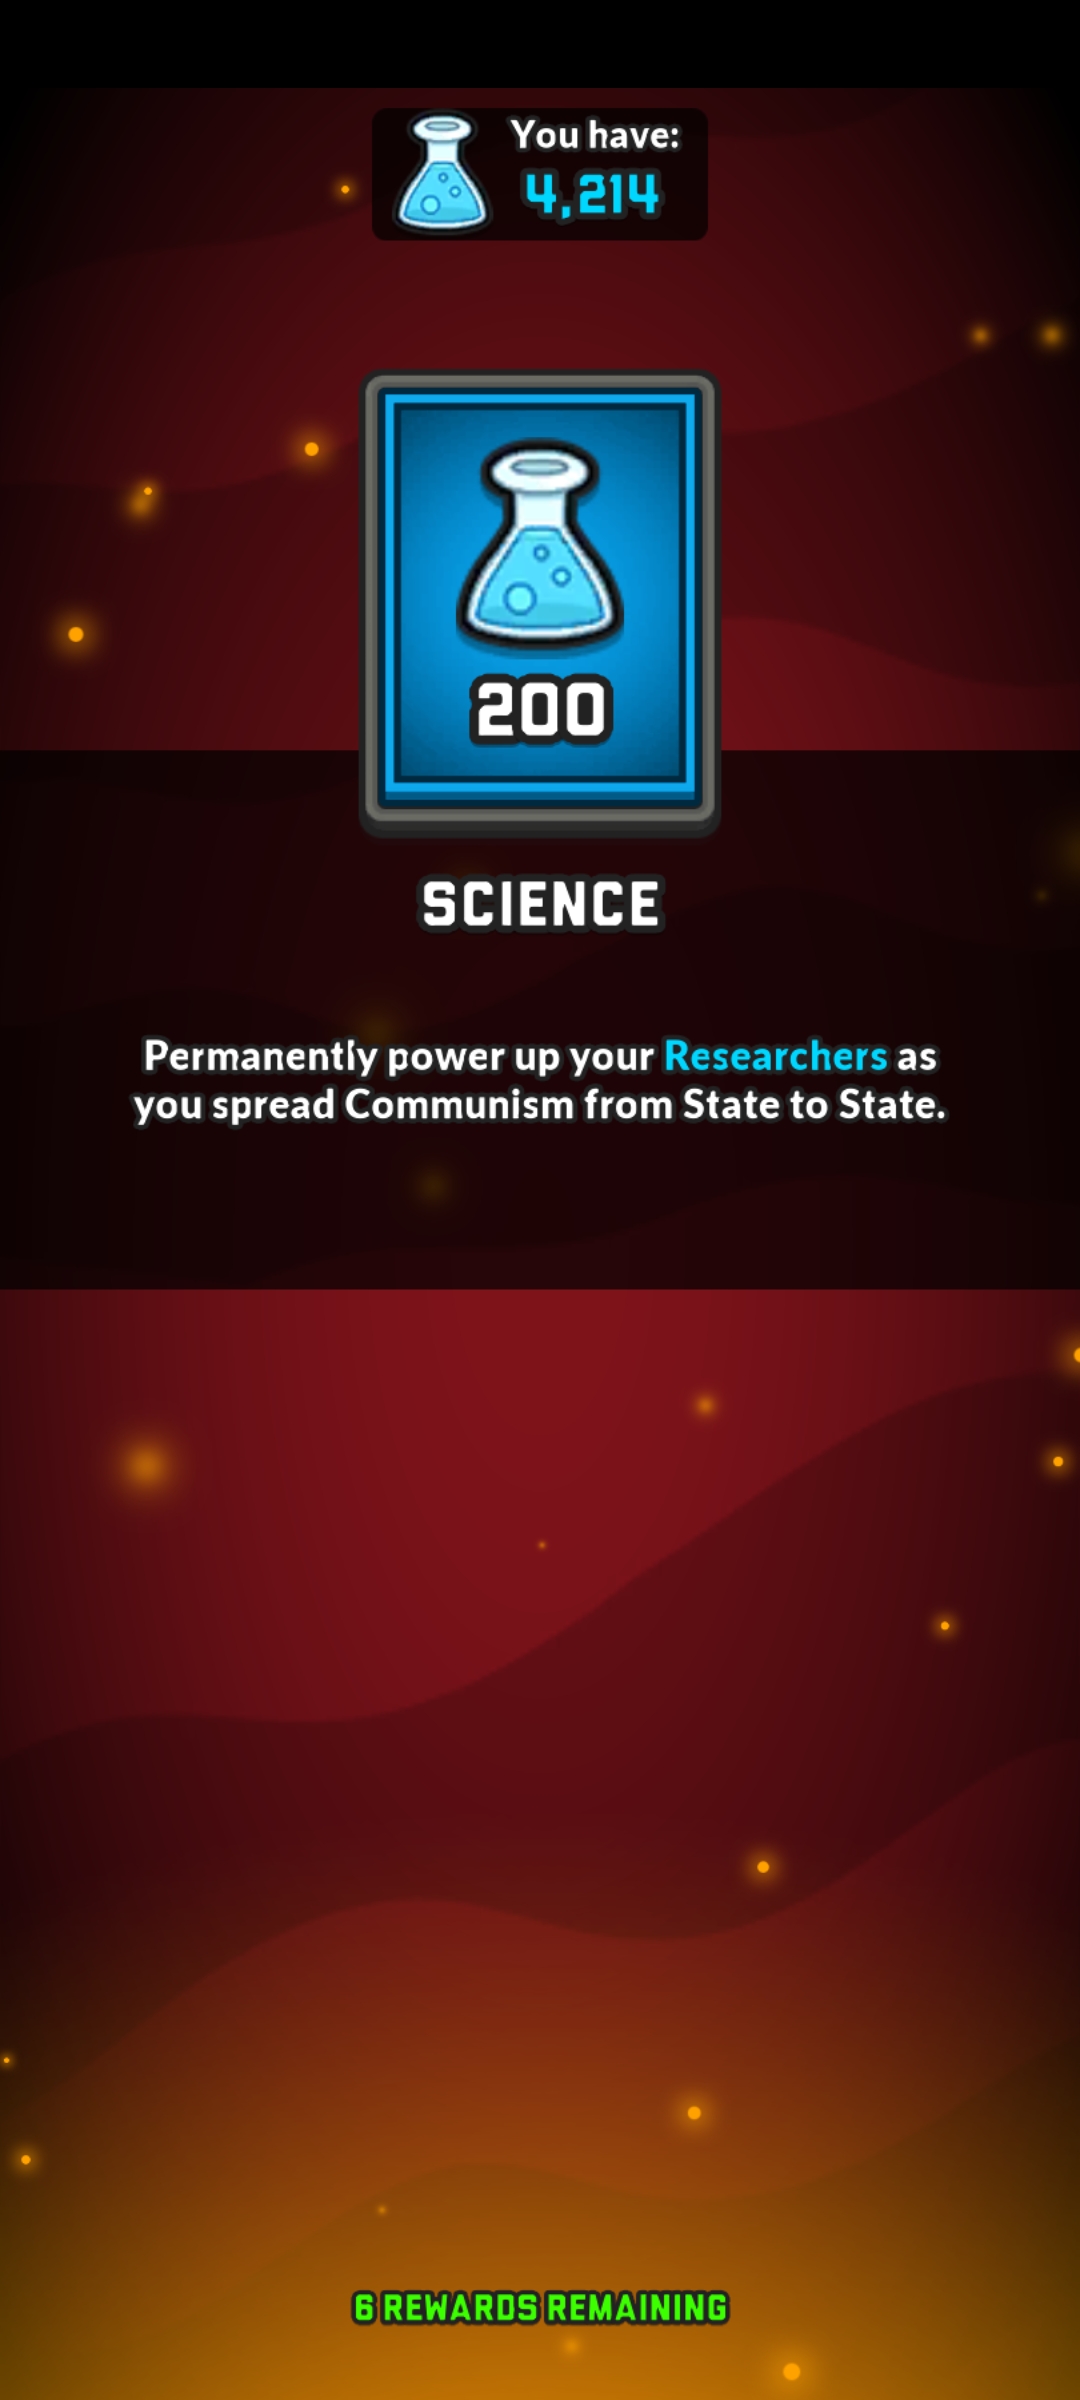 You have:
4,214
200
SCIENCE
Permanently power up your Researchers as
you spread Communism from State to State.
6 REWARDS REMAINING